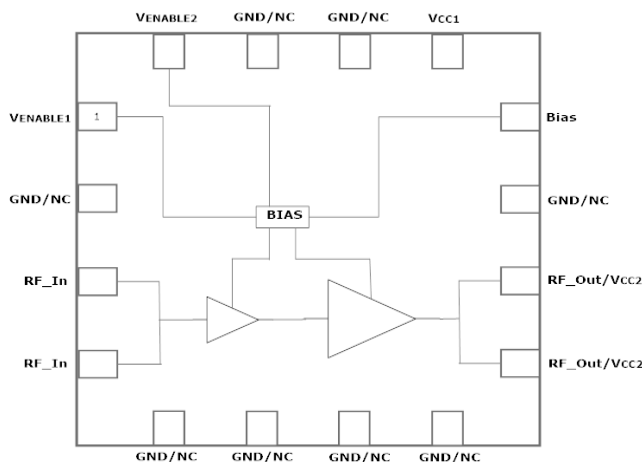 VENABLE2 GND/NC GND/NC VCC1
VENABLE1 1 Bias
GND/NC GND/NC
BIAS
RF_In RF_Out/VCC2
RF_In RF_Out/VCC2
GND/NC GND/NC GND/NC GND/NC